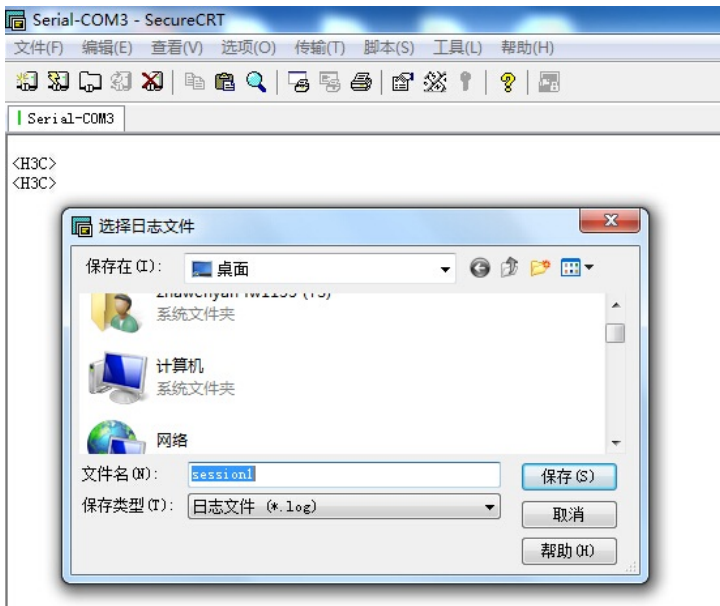 Serial-COM3 - SecureCRT
文件(F) 编辑(E) 查看(V) 选项(O) 传输(T) 脚本(S) 工具(L) 帮助(H)
Serial-COM3
<H3C>
<H3C>
选择日志文件
保存在(I): 桌面
系统文件夹
计算机
系统文件夹
网络
文件名(N): session1
保存(S)
保存类型(T): 日志文件 (*.log)
取消
帮助(H)